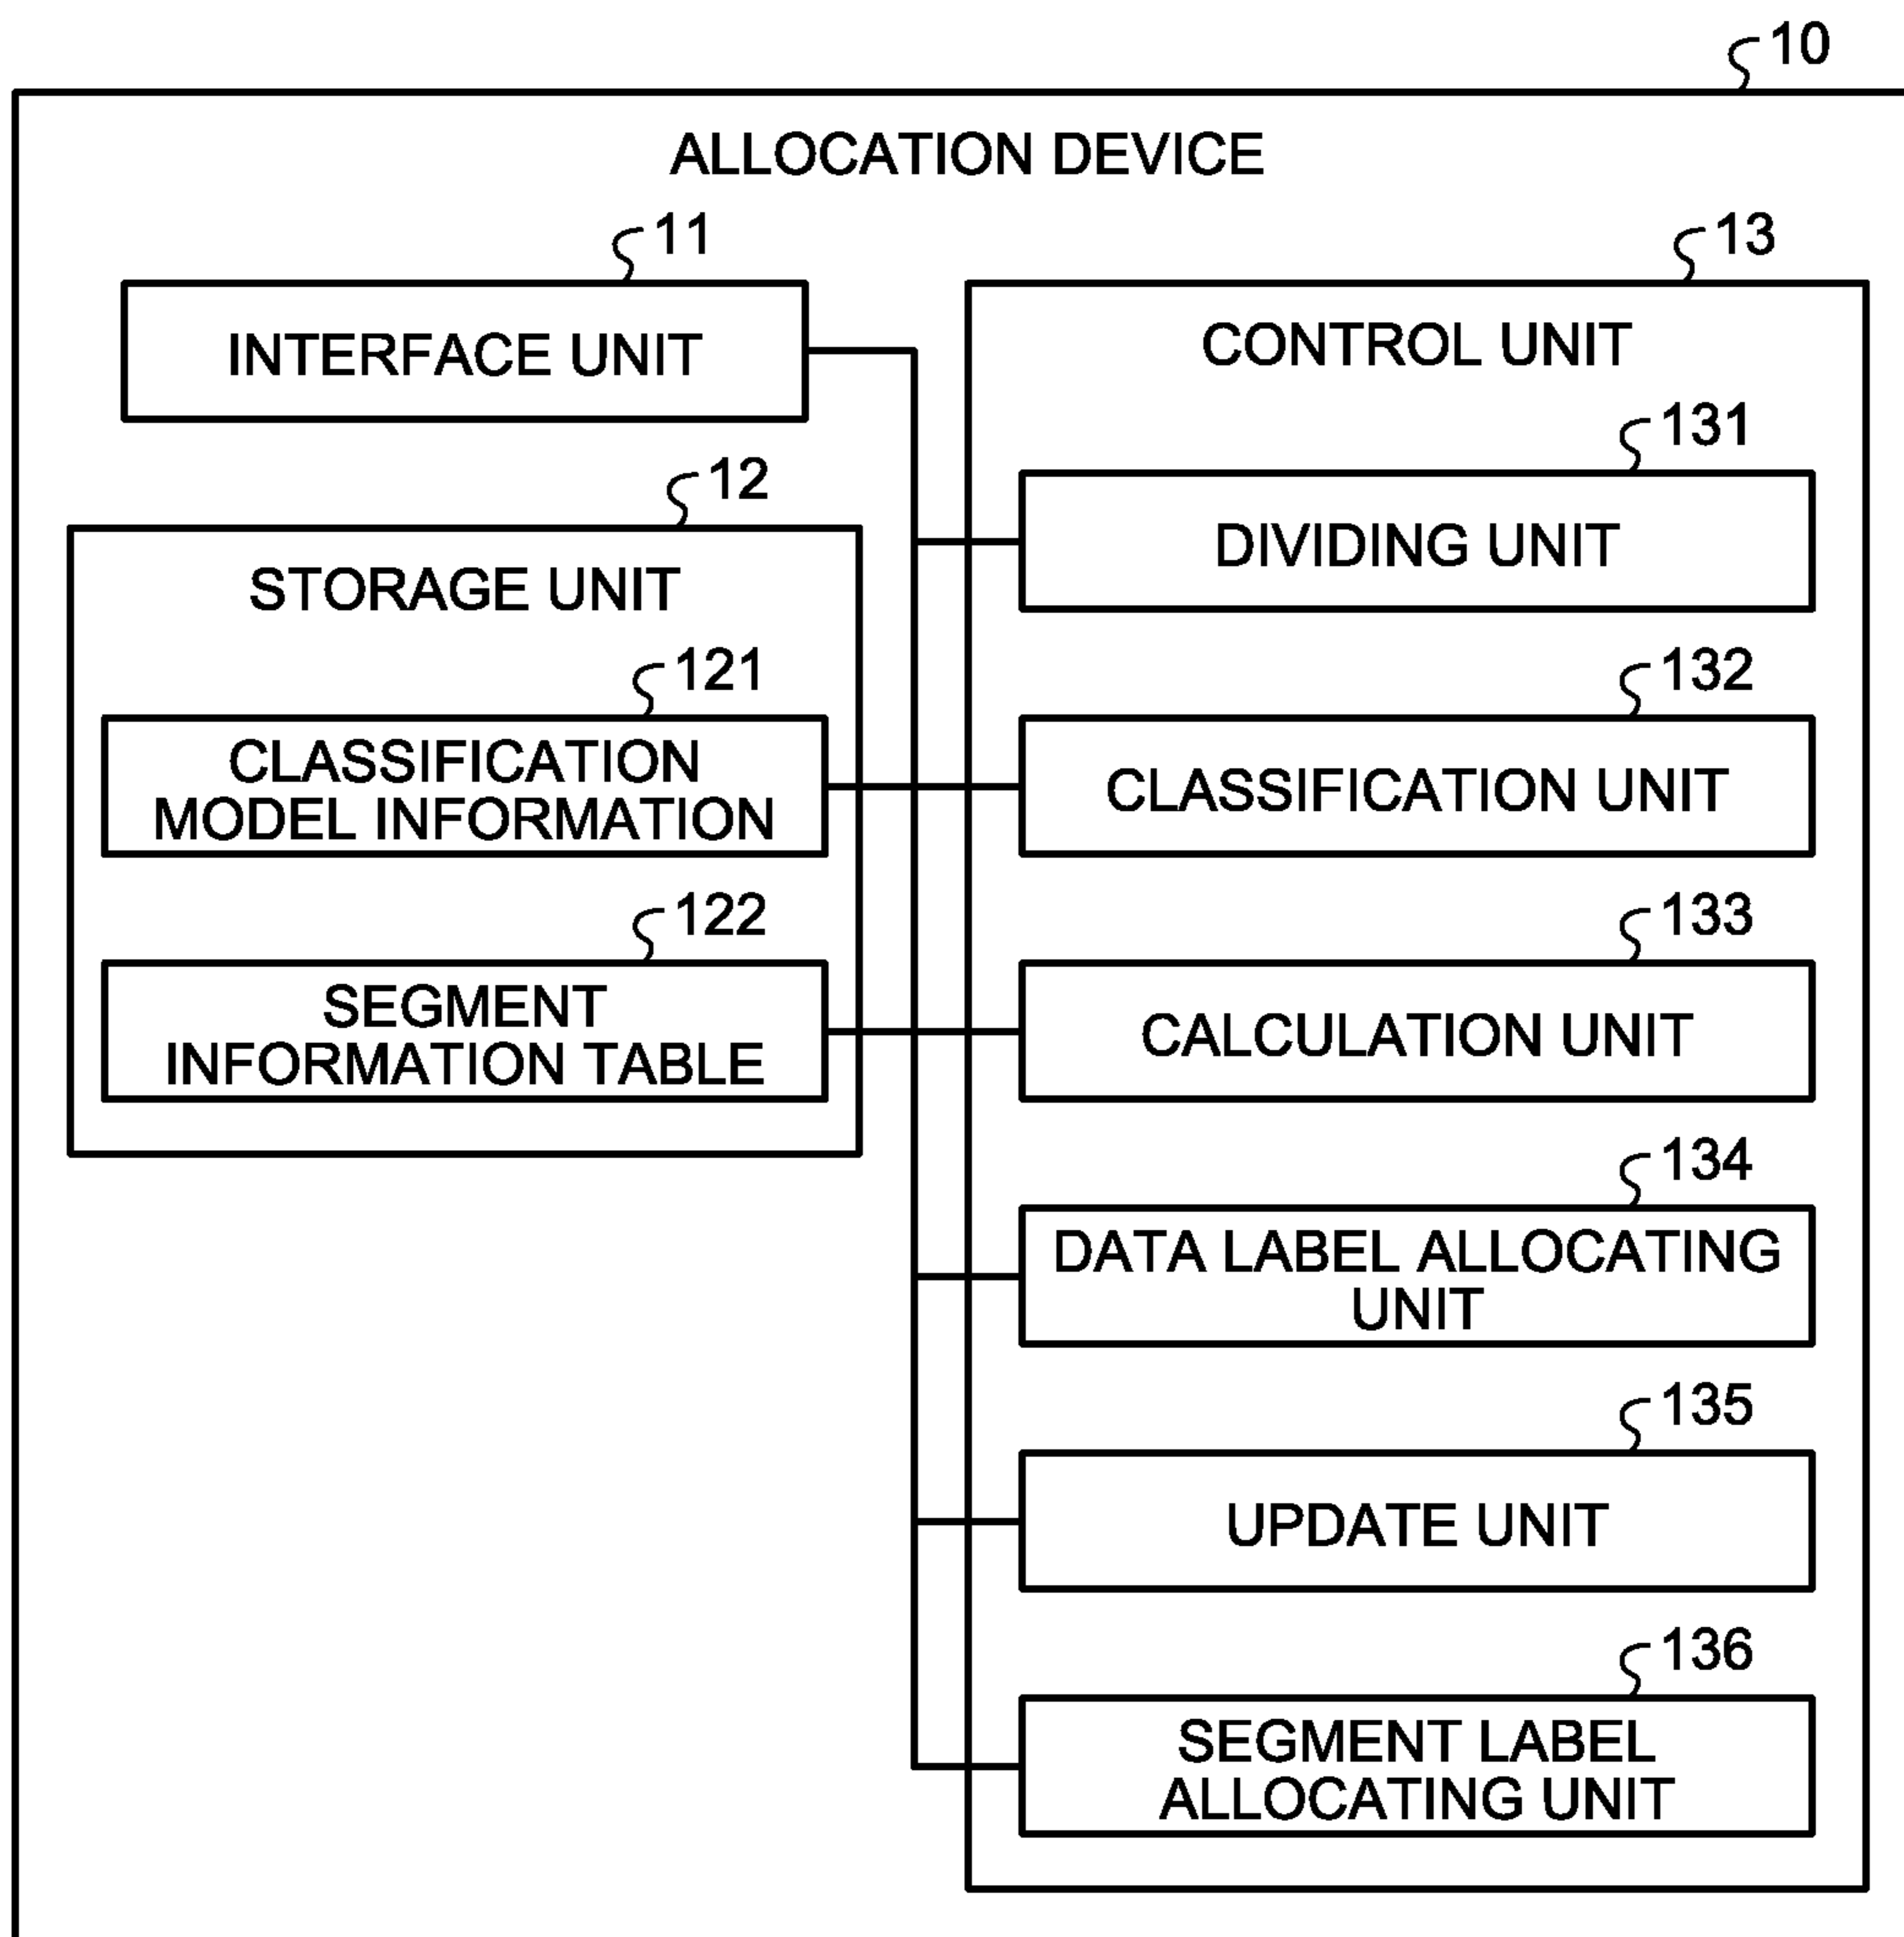 10
ALLOCATION DEVICE
11
INTERFACE UNIT
12
STORAGE UNIT
121
CLASSIFICATION
MODEL INFORMATION
122
SEGMENT
INFORMATION TABLE
13
CONTROL UNIT
131
DIVIDING UNIT
132
CLASSIFICATION UNIT
133
CALCULATION UNIT
134
DATA LABEL ALLOCATING
UNIT
135
UPDATE UNIT
136
SEGMENT LABEL
ALLOCATING UNIT